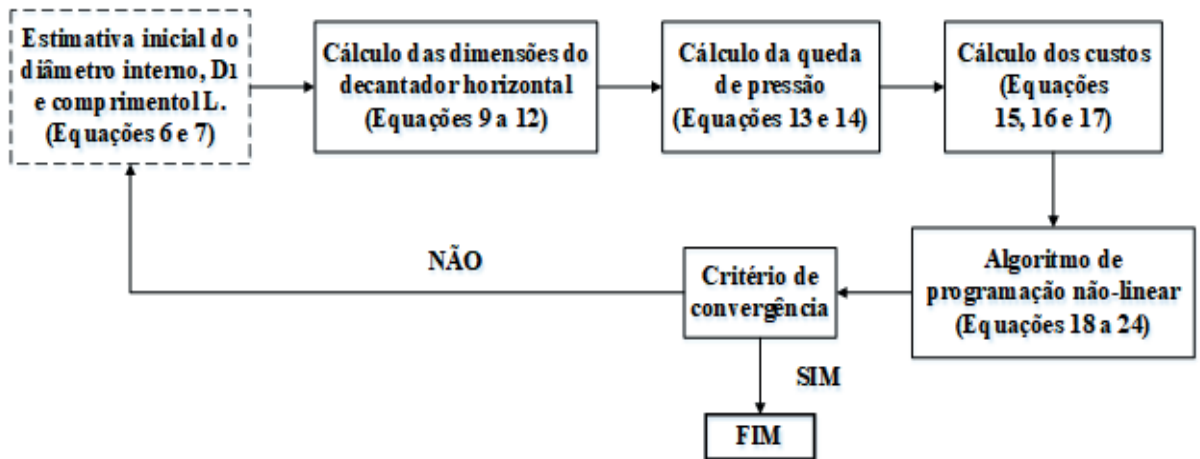 Estimativa inicial do
diâmetro interno, D1
e comprimentol L.
(Equações 6 e 7)
Cálculo das dimensões do
decantador horizontal
(Equações 9 a 12)
Cálculo da queda
de pressão
(Equações 13 e 14)
Cálculo dos custos
(Equações
15, 16 e 17)
Algoritmo de
programação não-linear
(Equações 18 a 24)
Critério de
convergência
NÃO
SIM
FIM